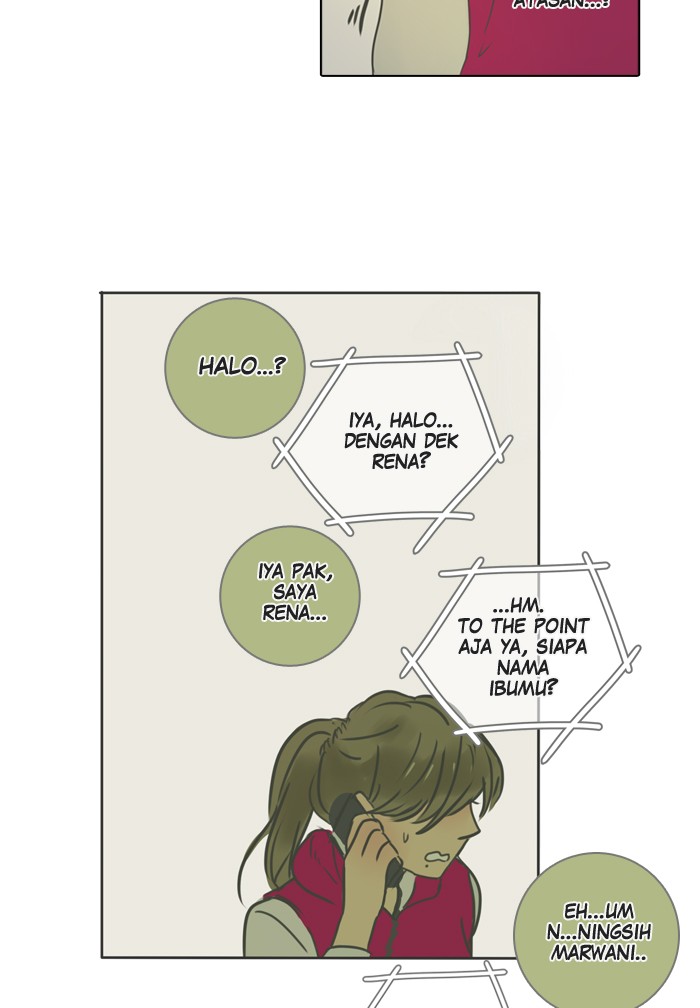 ATASAN...?
HALO...?
IYA, HALO...
DENGAN DEK
RENA?
IYA PAK,
SAYA
RENA...
...HM.
TO THE POINT
AJA YA, SIAPA
NAMA
IBUMU?
EH...UM
N...NINGSIH
MARWANI..